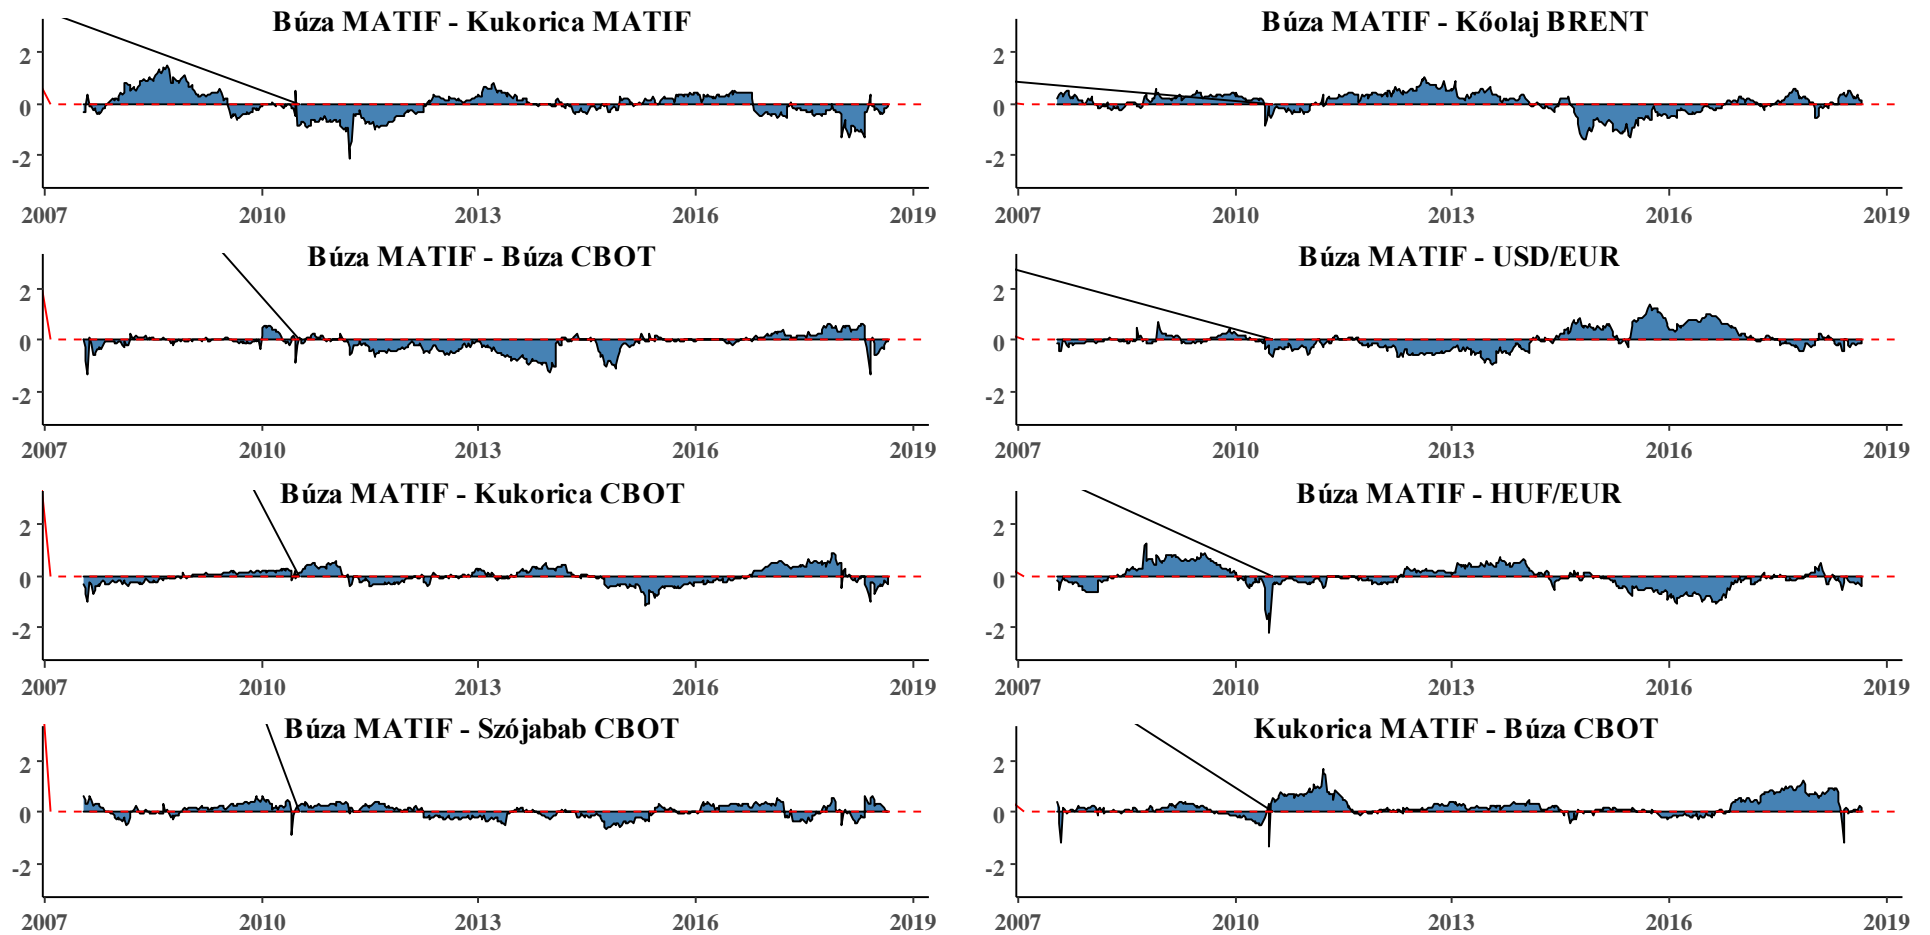 Búza MATIF - Kukorica MATIF
2
0
-2
2007 2010 2013 2016 2019
Búza MATIF - Kőolaj BRENT
2
0
-2
2007 2010 2013 2016 2019
Búza MATIF - Búza CBOT
2
0
-2
2007 2010 2013 2016 2019
Búza MATIF - USD/EUR
2
0
-2
2007 2010 2013 2016 2019
Búza MATIF - Kukorica CBOT
2
0
-2
2007 2010 2013 2016 2019
Búza MATIF - HUF/EUR
2
0
-2
2007 2010 2013 2016 2019
Búza MATIF - Szójabab CBOT
2
0
-2
2007 2010 2013 2016 2019
Kukorica MATIF - Búza CBOT
2
0
-2
2007 2010 2013 2016 2019